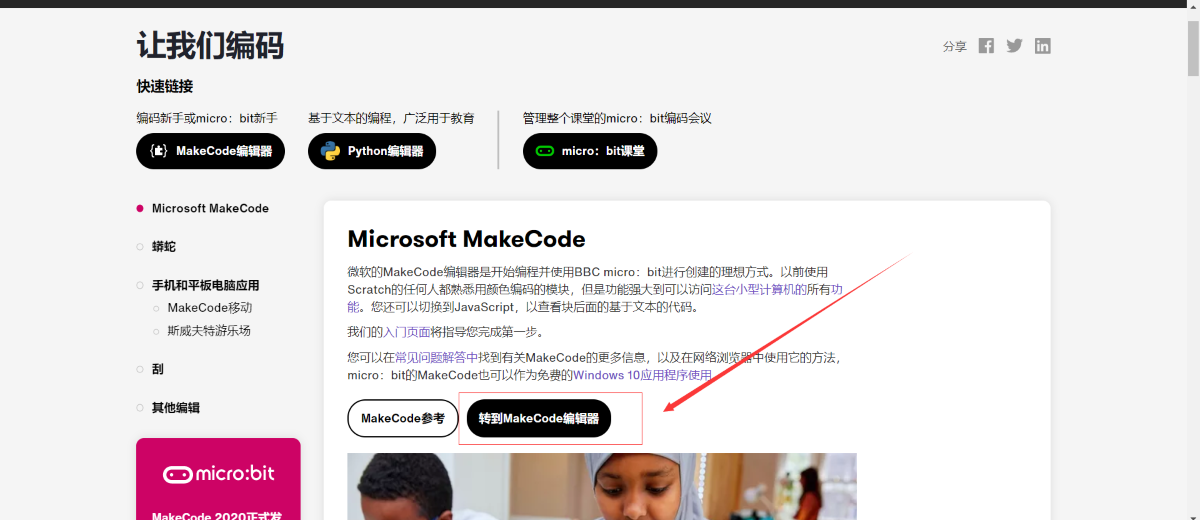 让我们编码
分享
快速链接
编码新手或micro：bit新手
基于文本的编程，广泛用于教育
管理整个课堂的micro：bit编码会议
MakeCode编辑器
Python编辑器
micro：bit课堂
Microsoft MakeCode
蟒蛇
手机和平板电脑应用
MakeCode移动
斯威夫特游乐场
刮
其他编辑
micro:bit
MakeCode 2020正式发
Microsoft MakeCode
微软的MakeCode编辑器是开始编程并使用BBC micro：bit进行创建的理想方式。以前使用
Scratch的任何人都熟悉用颜色编码的模块，但是功能强大到可以访问这台小型计算机的所有功
能。您还可以切换到JavaScript，以查看块后面的基于文本的代码。
我们的入门页面将指导您完成第一步。
您可以在常见问题解答中找到有关MakeCode的更多信息，以及在网络浏览器中使用它的方法，
micro：bit的MakeCode也可以作为免费的Windows 10应用程序使用
MakeCode参考
转到MakeCode编辑器